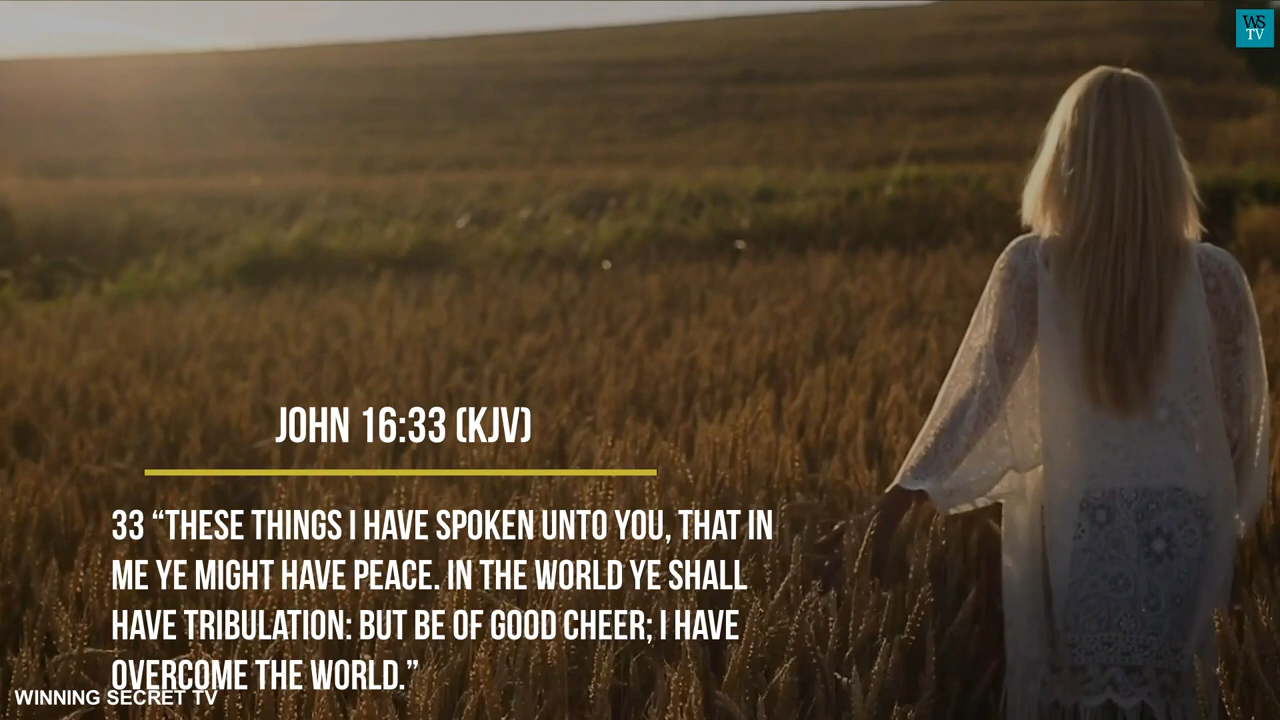 WS
TV
JOHN 16:33 (KJV)
33 “THESE THINGS I HAVE SPOKEN UNTO YOU, THAT IN
ME YE MIGHT HAVE PEACE. IN THE WORLD YE SHALL
HAVE TRIBULATION: BUT BE OF GOOD CHEER; I HAVE
OVERCOME THE WORLD.”
WINNING SECRET TV